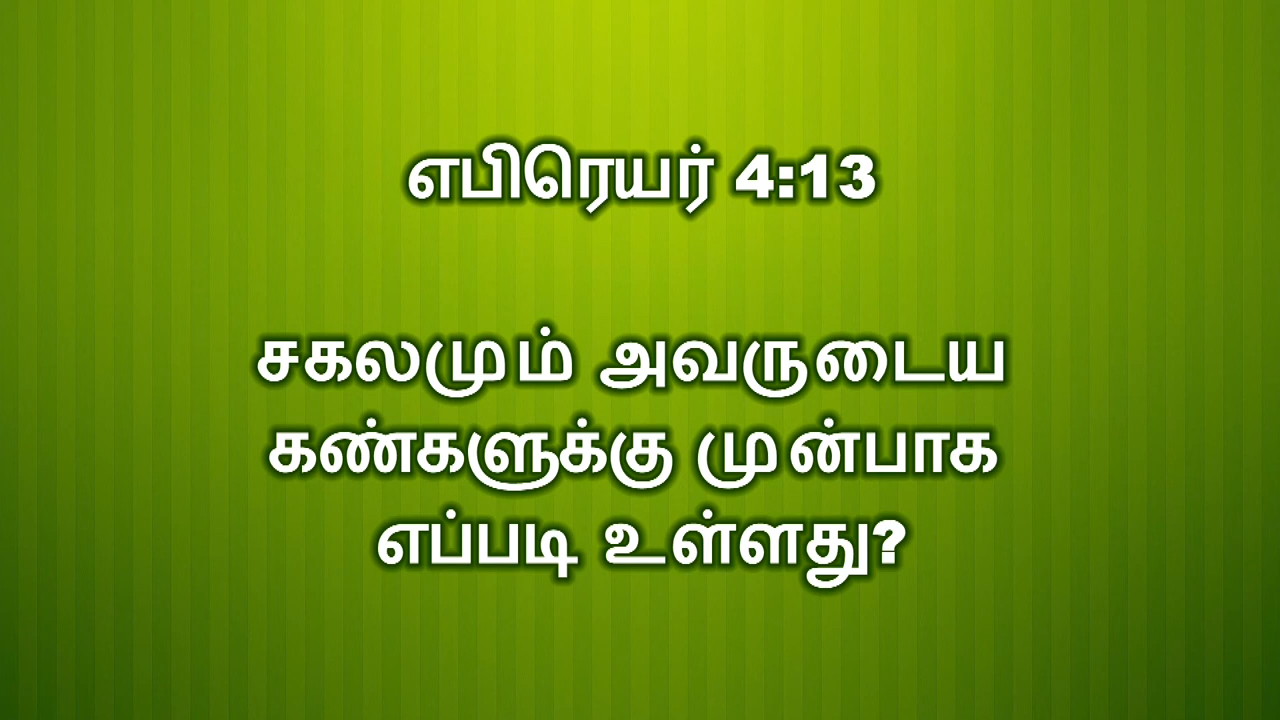 எபிரெயர் 4:13
சகலமும் அவருடைய
கண்களுக்கு முன்பாக
எப்படி உள்ளது?